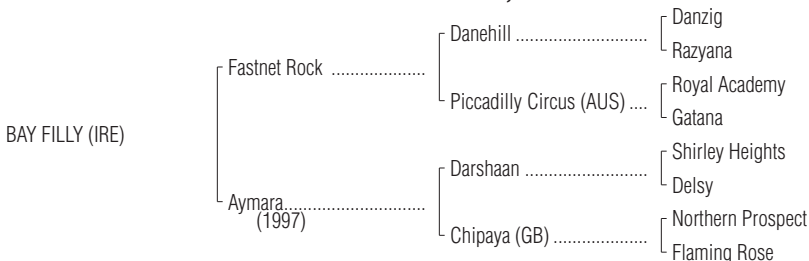 Danzig
Danehill ............................
Razyana
Fastnet Rock ....................
Royal Academy
Piccadilly Circus (AUS) ....
Gatana
BAY FILLY (IRE)
Shirley Heights
Darshaan ..........................
Delsy
Aymara..............................
(1997)
Northern Prospect
Chipaya (GB) ....................
Flaming Rose